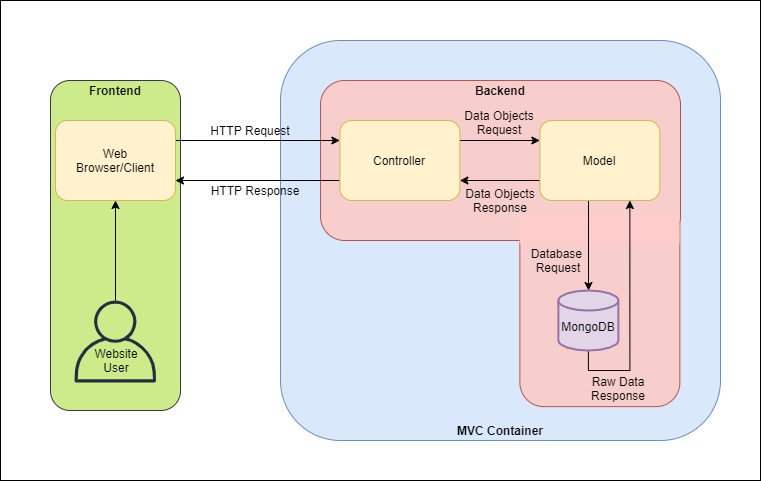 Frontend
Backend
Web
Browser/Client
HTTP Request
HTTP Response
Controller
Data Objects
Request
Data Objects
Response
Model
Database
Request
MongoDB
Raw Data
Response
Website
User
MVC Container